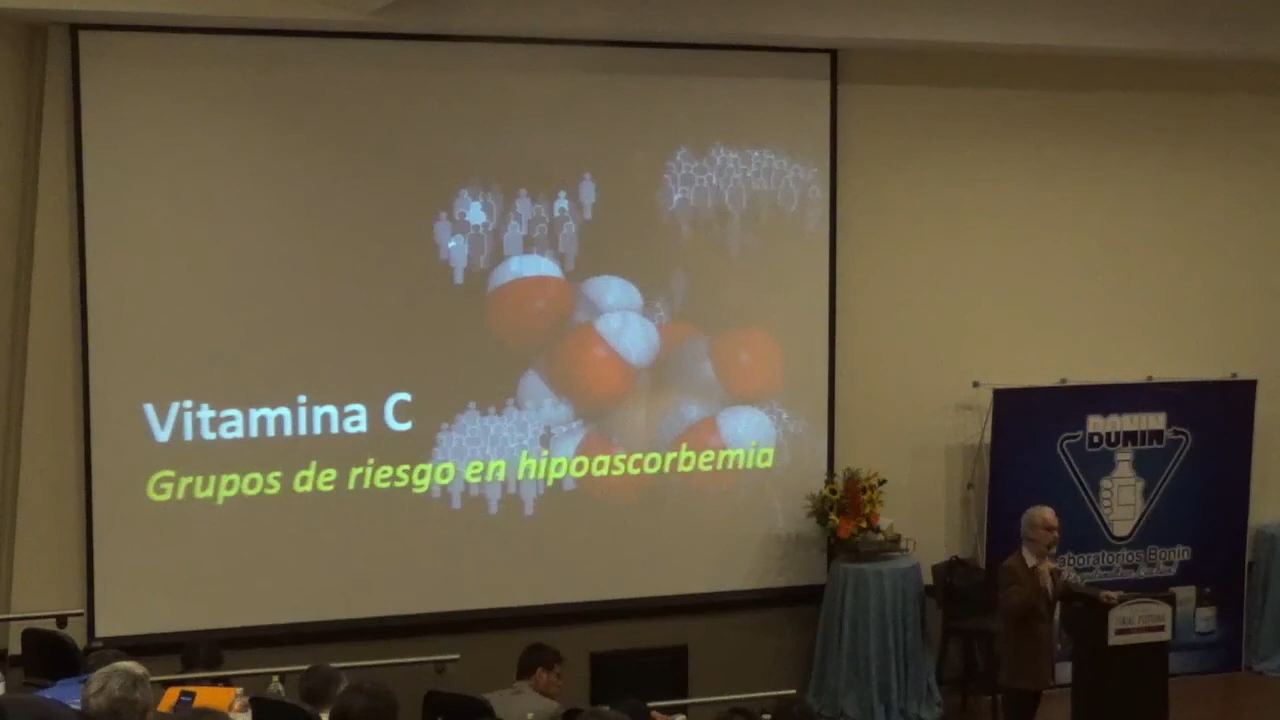 Vitamina C
Grupos de riesgo en hipoascorbemia
BONIN
Laboratorios Bonin